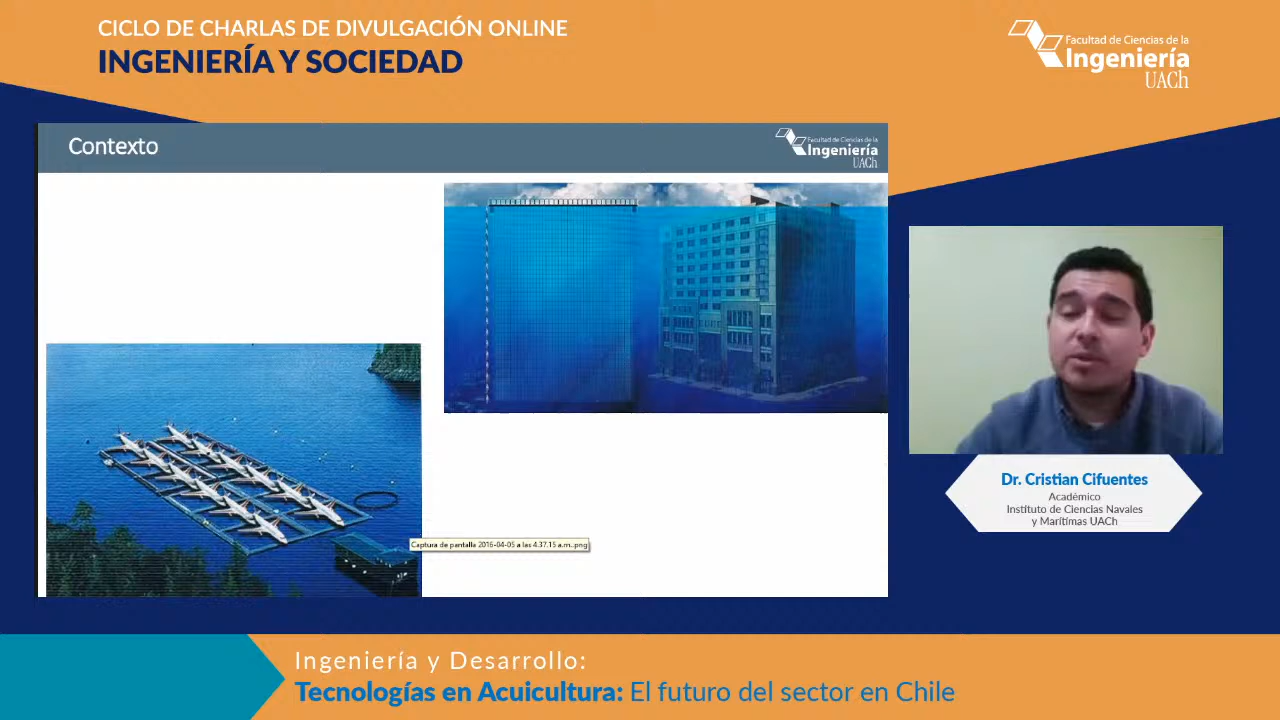 CICLO DE CHARLAS DE DIVULGACIÓN ONLINE
INGENIERÍA Y SOCIEDAD
Facultad de Ciencias de la
Ingeniería
UACh
Contexto
Facultad de Ciencias de la
Ingeniería
UACh
Captura de pantalla 2016-04-05 a las 4.37.15 a.m..png
Dr. Cristian Cifuentes
Académico
Instituto de Ciencias Navales
y Marítimas UACh
Ingeniería y Desarrollo:
Tecnologías en Acuicultura: El futuro del sector en Chile